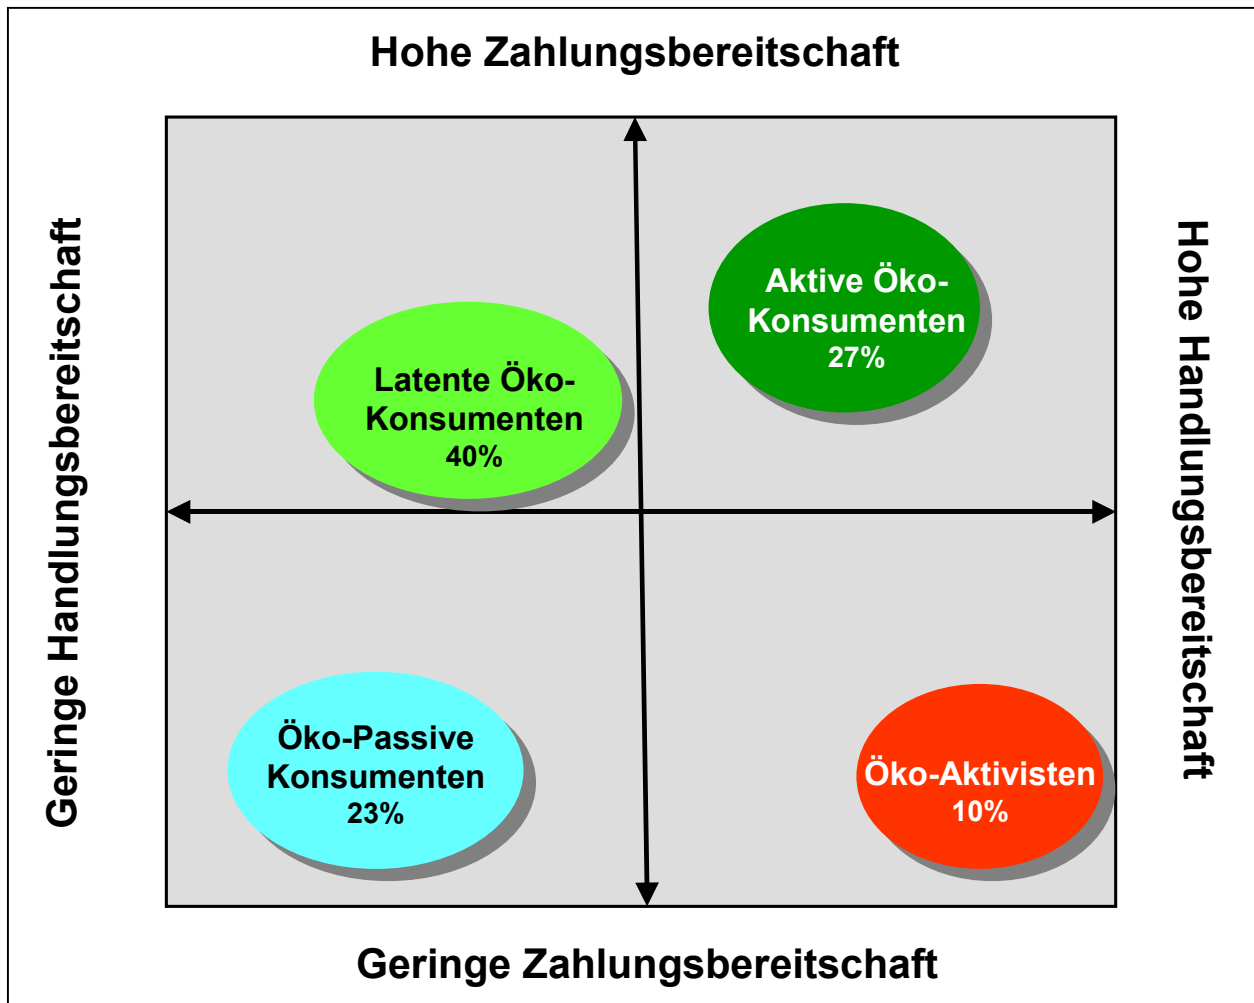 Hohe Zahlungsbereitschaft
Geringe Handlungsbereitschaft
Hohe Handlungsbereitschaft
Aktive Öko-
Konsumenten
27%
Latente Öko-
Konsumenten
40%
Öko-Passive
Konsumenten
23%
Öko-Aktivisten
10%
Geringe Zahlungsbereitschaft